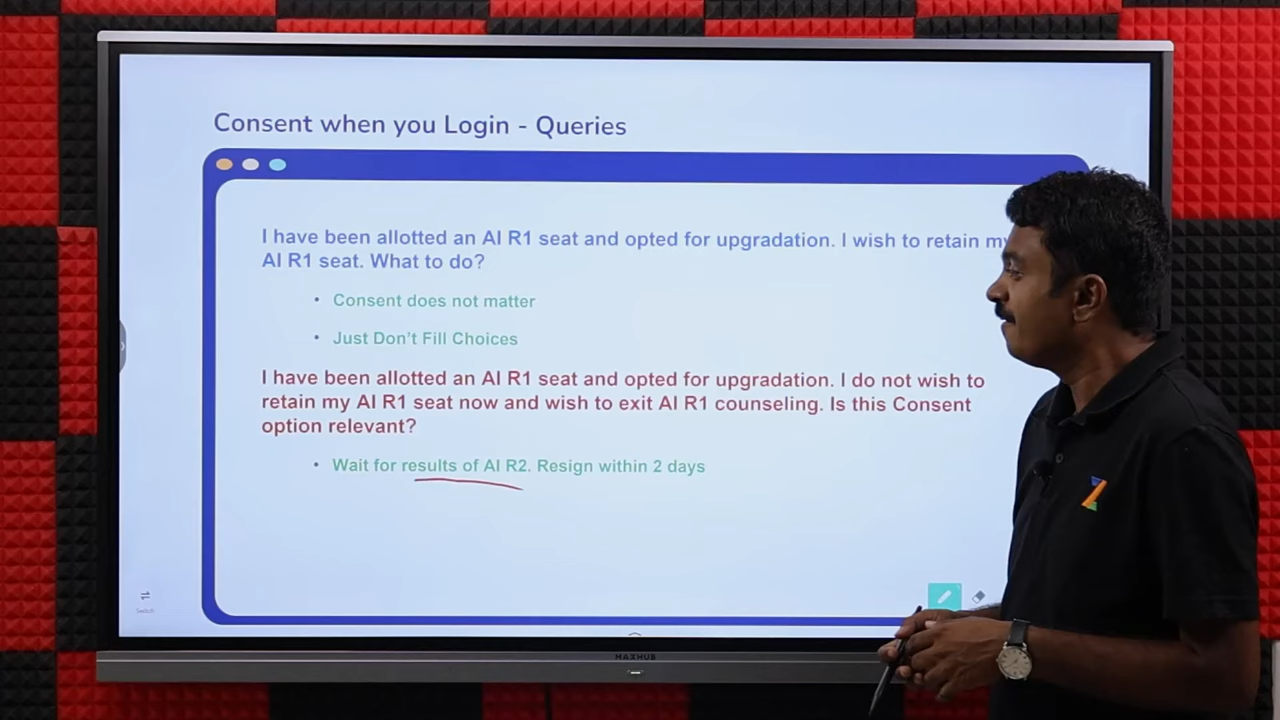 Consent when you Login - Queries
I have been allotted an AI R1 seat and opted for upgradation. I wish to retain my
AI R1 seat. What to do?
• Consent does not matter
• Just Don't Fill Choices
I have been allotted an AI R1 seat and opted for upgradation. I do not wish to
retain my AI R1 seat now and wish to exit AI R1 counseling. Is this Consent
option relevant?
• Wait for results of AI R2. Resign within 2 days
Switch
MAXHUB